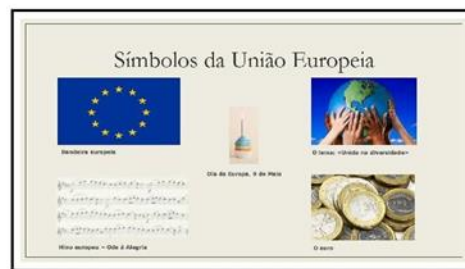 Símbolos da União Europeia
Bandeira europeia
O lema: «Unida na diversidade»
Dia da Europa, 9 de Maio
Hino europeu – Ode à Alegria
O euro